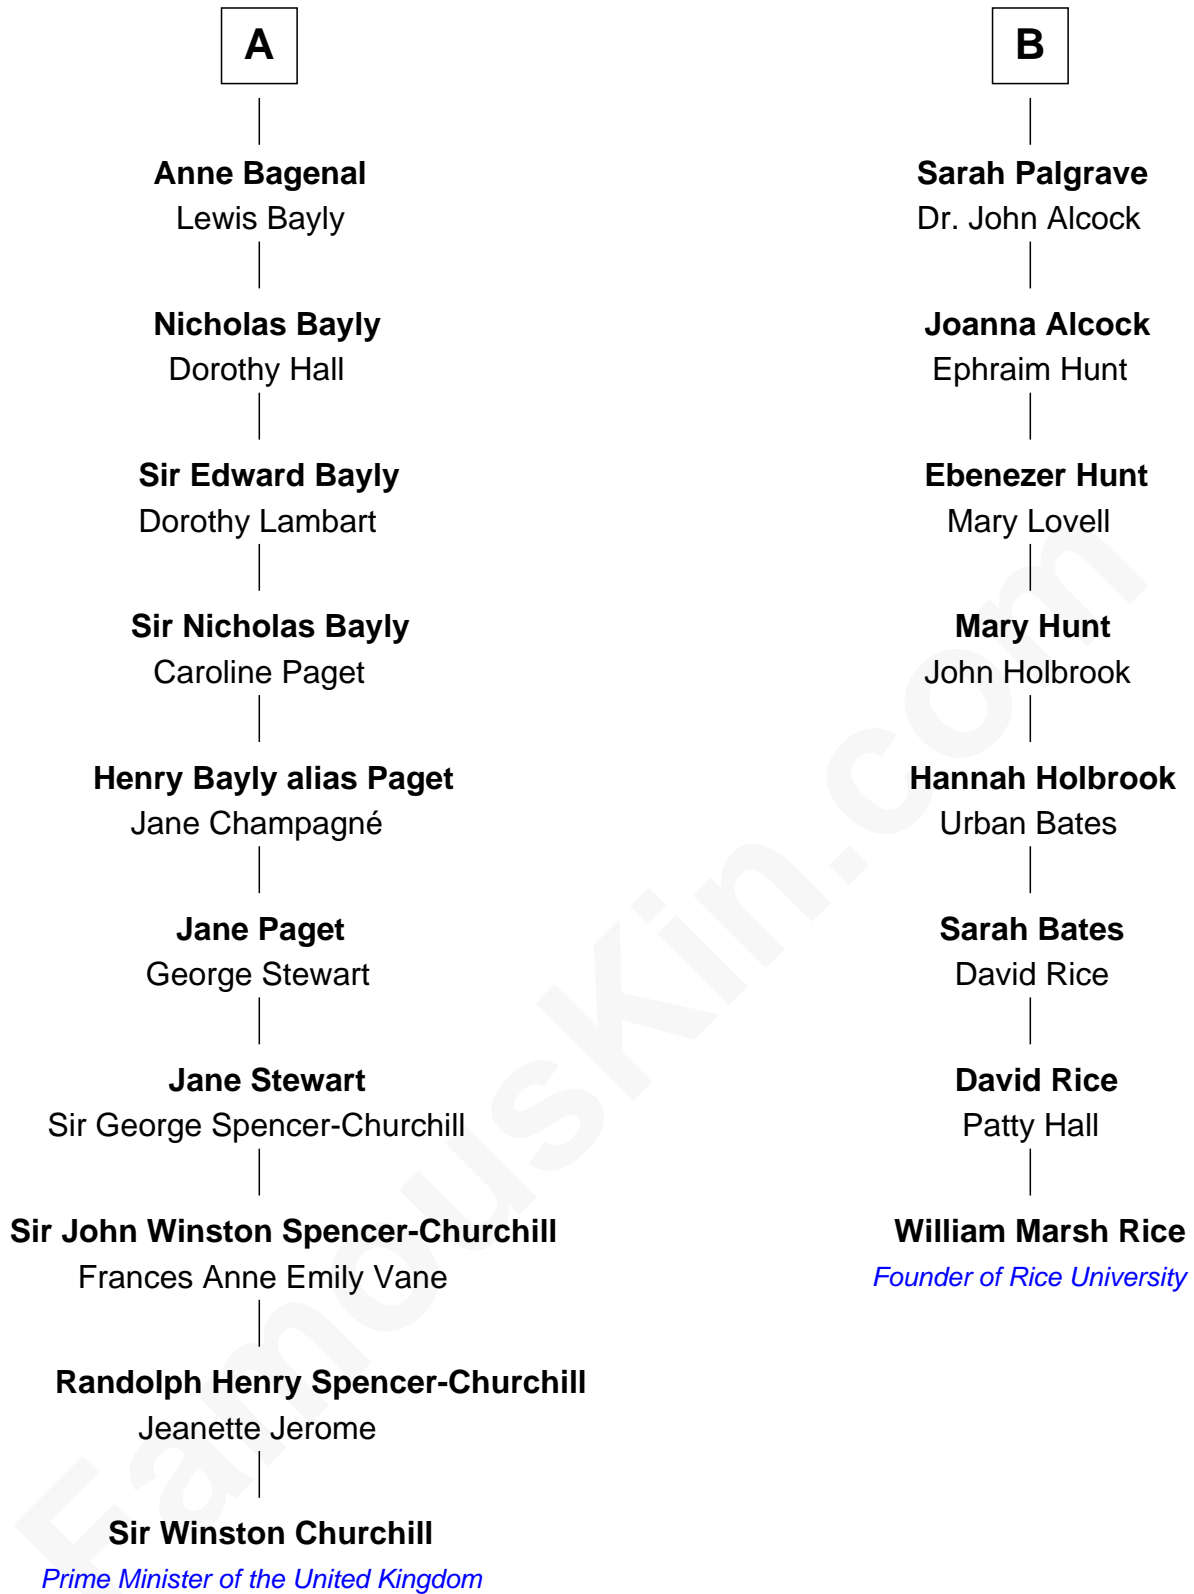 A
Anne Bagenal
Lewis Bayly
Nicholas Bayly
Dorothy Hall
Sir Edward Bayly
Dorothy Lambart
Sir Nicholas Bayly
Caroline Paget
Henry Bayly alias Paget
Jane Champagné
Jane Paget
George Stewart
Jane Stewart
Sir George Spencer-Churchill
Sir John Winston Spencer-Churchill
Frances Anne Emily Vane
Randolph Henry Spencer-Churchill
Jeanette Jerome
Sir Winston Churchill
Prime Minister of the United Kingdom
B
Sarah Palgrave
Dr. John Alcock
Joanna Alcock
Ephraim Hunt
Ebenezer Hunt
Mary Lovell
Mary Hunt
John Holbrook
Hannah Holbrook
Urban Bates
Sarah Bates
David Rice
David Rice
Patty Hall
William Marsh Rice
Founder of Rice University
FamousKin.com